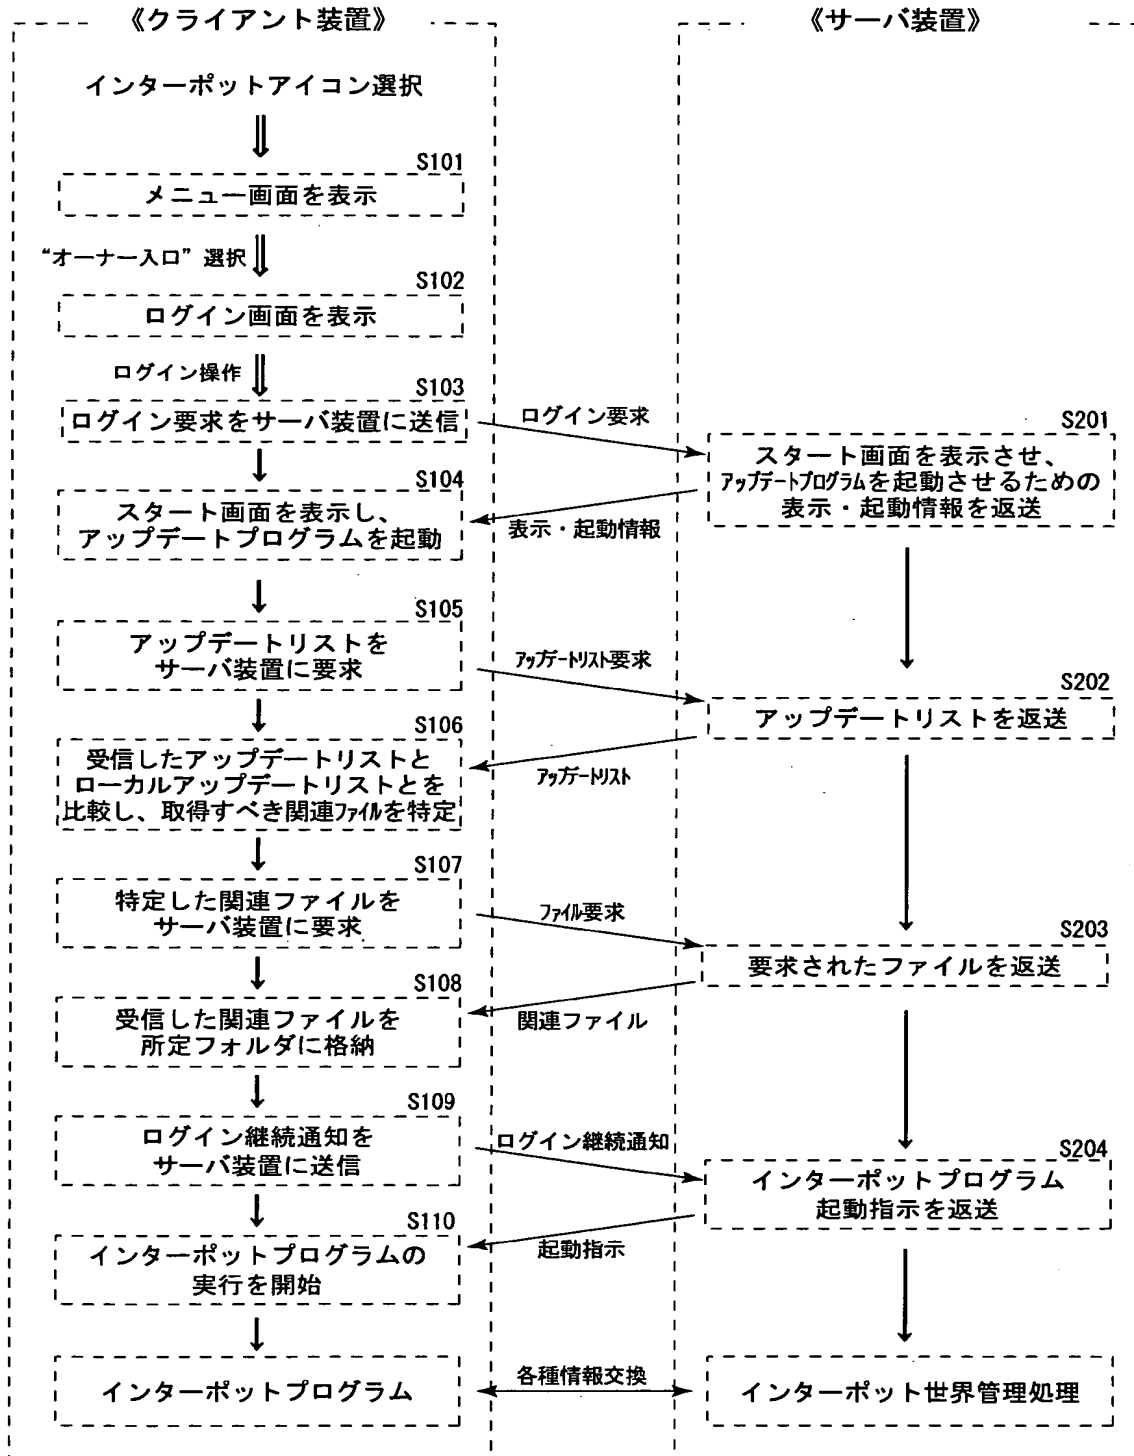 《クライアント装置》
《サーバ装置》
インターポットアイコン選択
S101
メニュー画面を表示
“オーナー入口”選択
S102
ログイン画面を表示
ログイン操作
S103
ログイン要求をサーバ装置に送信
ログイン要求
S201
スタート画面を表示させ、
アップデートプログラムを起動させるための
表示・起動情報を返送
S104
スタート画面を表示し、
アップデートプログラムを起動
表示・起動情報
S105
アップデートリストを
サーバ装置に要求
アップデートリスト要求
S202
アップデートリストを返送
S106
受信したアップデートリストと
ローカルアップデートリストとを
比較し、取得すべき関連ファイルを特定
アップデートリスト
S107
特定した関連ファイルを
サーバ装置に要求
ファイル要求
S203
要求されたファイルを返送
S108
受信した関連ファイルを
所定フォルダに格納
関連ファイル
S109
ログイン継続通知を
サーバ装置に送信
ログイン継続通知
S204
インターポットプログラム
起動指示を返送
S110
インターポットプログラムの
実行を開始
起動指示
インターポットプログラム
各種情報交換
インターポット世界管理処理